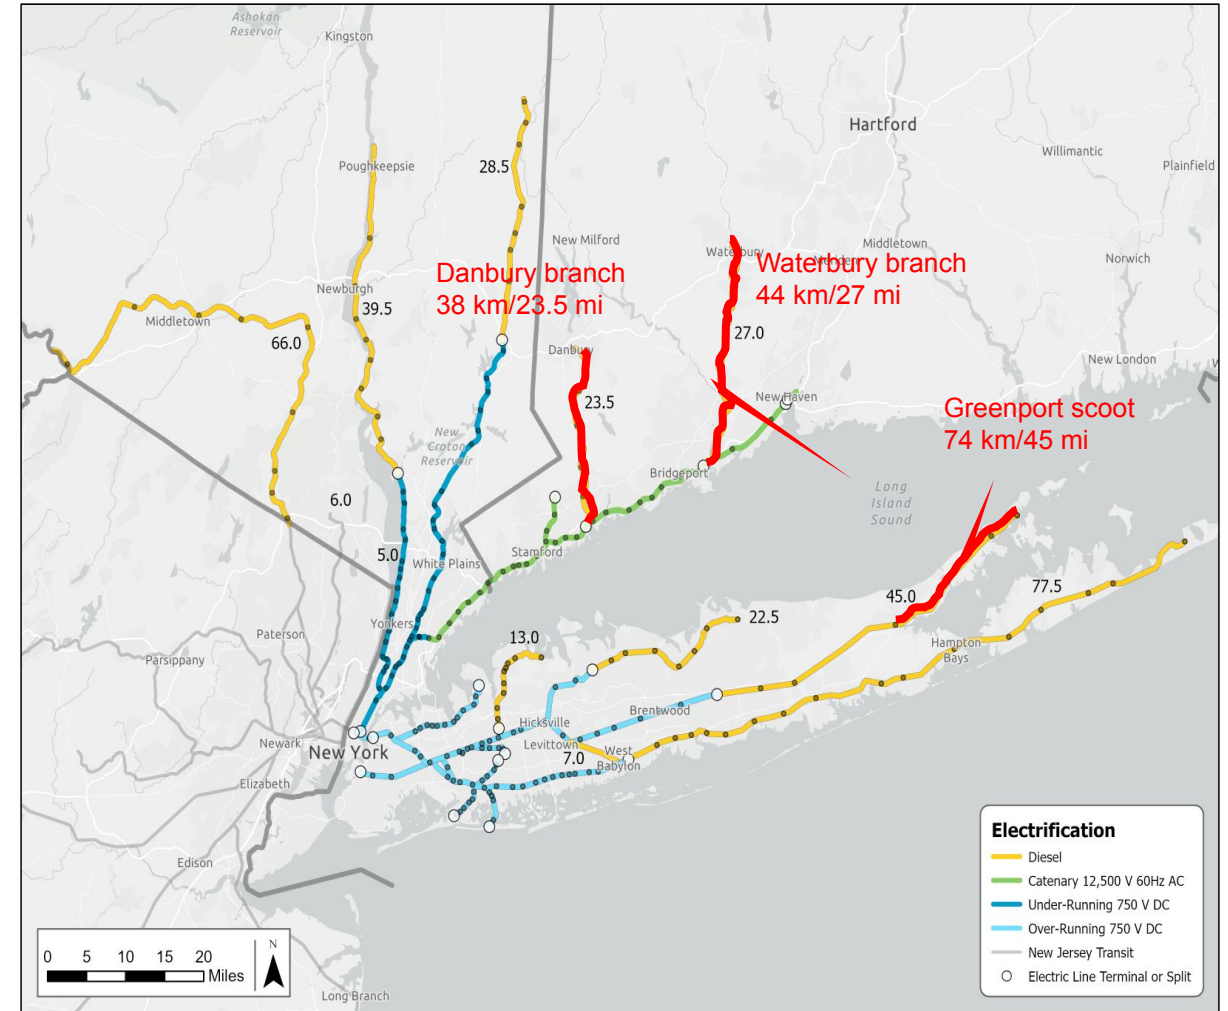 Ashokan
Reservoir
Kingston
Hartford
Willimantic
Plainfield
Poughkeepsie
28.5
New Milford
Waterbury
Middletown
Norwich
Danbury branch
38 km/23.5 mi
Waterbury branch
44 km/27 mi
Newburgh
39.5
Middletown
66.0
27.0
Danbury
New London
23.5
New Haven
Greenport scoot
74 km/45 mi
New
Croton
Reservoir
Bridgeport
Long
Island
Sound
6.0
5.0
Stamford
White Plains
77.5
45.0
22.5
Yonkers
13.0
Paterson
Hampton
Bays
Parsippany
Brentwood
Hicksville
Newark
New York
Levittown
West
Babylon
7.0
Elizabeth
Edison
Long Branch
0 5 10 15 20
Miles
N
Electrification
Diesel
Catenary 12,500 V 60Hz AC
Under-Running 750 V DC
Over-Running 750 V DC
New Jersey Transit
Electric Line Terminal or Split